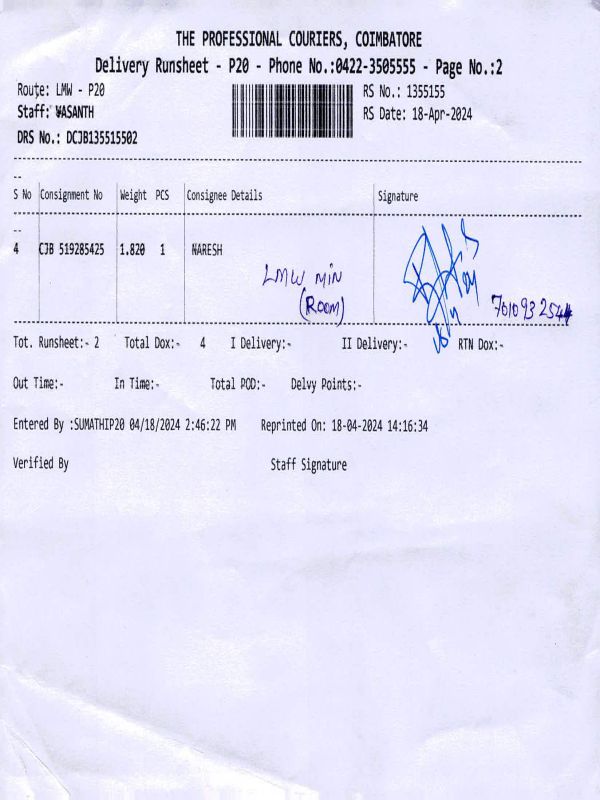 THE PROFESSIONAL COURIERS, COIMBATORE
Delivery Runsheet - P20 - Phone No.:0422-3505555 - Page No.:2
Route: LMW - P20 RS No.: 1355155
Staff: VASANTH RS Date: 18-Apr-2024
DRS No.: DCJB135515502
--
S No Consignment No Weight PCS Consignee Details Signature
--
4 CJB 519285425 1.820 1 NARESH
LMW MIN
(ROOM) 7010932544
Tot. Runsheet:- 2 Total Dox:- 4 I Delivery:- II Delivery:- RTN Dox:-
Out Time:- In Time:- Total POD:- Delvy Points:-
Entered By :SUMATHIP20 04/18/2024 2:46:22 PM Reprinted On: 18-04-2024 14:16:34
Verified By Staff Signature